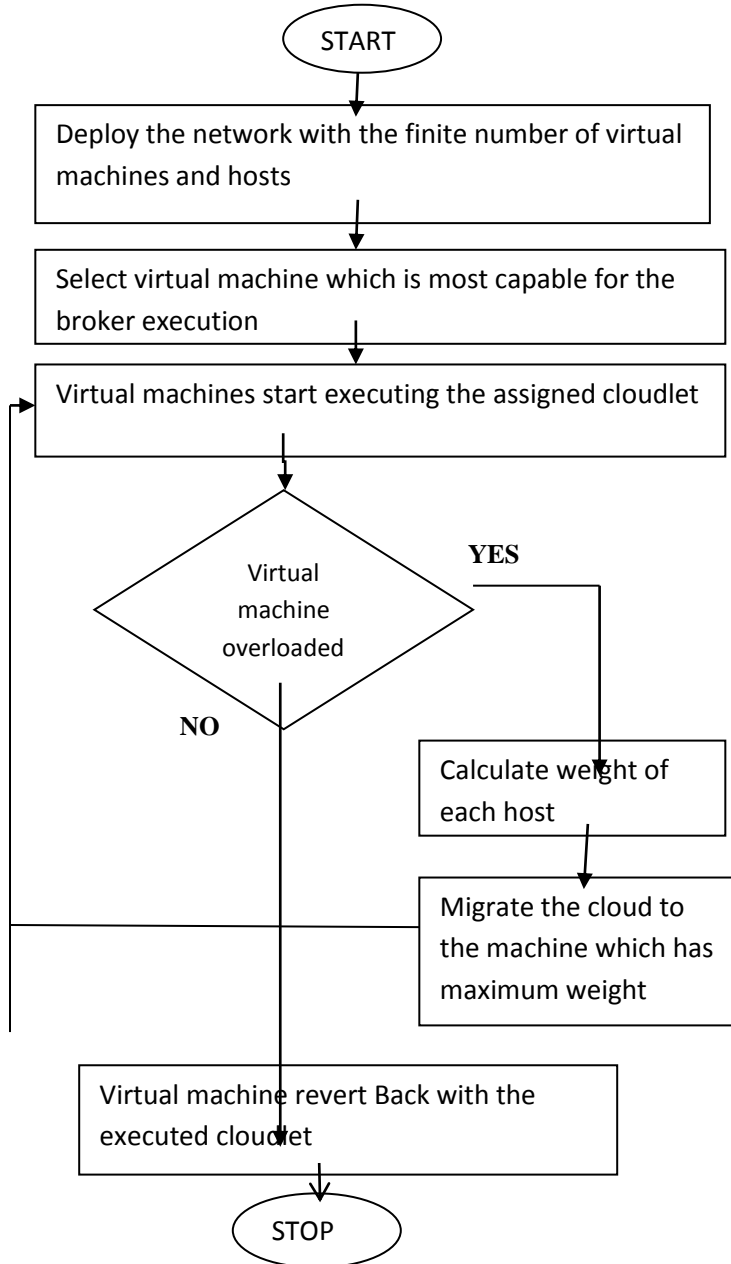 START
Deploy the network with the finite number of virtual
machines and hosts
Select virtual machine which is most capable for the
broker execution
Virtual machines start executing the assigned cloudlet
YES
Virtual
machine
overloaded
NO
Calculate weight of
each host
Migrate the cloud to
the machine which has
maximum weight
Virtual machine revert Back with the
executed cloudlet
STOP